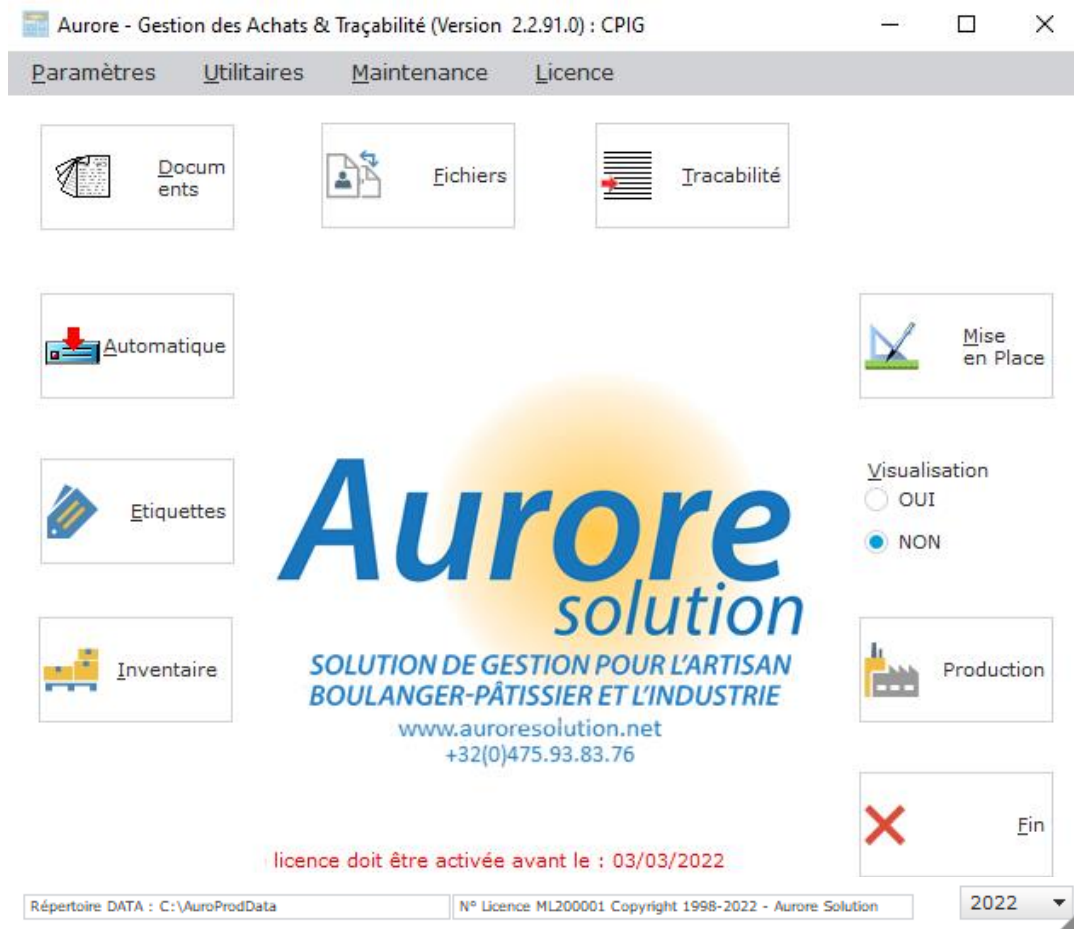 Aurore - Gestion des Achats & Traçabilité (Version 2.2.91.0) : CPIG
Paramètres Utilitaires Maintenance Licence
Docum
ents
Fichiers
Tracabilité
Automatique
Mise
en Place
Etiquettes
Visualisation
OUI
NON
Aurore
solution
SOLUTION DE GESTION POUR L'ARTISAN
BOULANGER-PÂTISSIER ET L'INDUSTRIE
www.auroresolution.net
+32(0)475.93.83.76
Inventaire
Production
Fin
licence doit être activée avant le : 03/03/2022
Répertoire DATA : C:\AuroProdData
N° Licence ML200001 Copyright 1998-2022 - Aurore Solution
2022